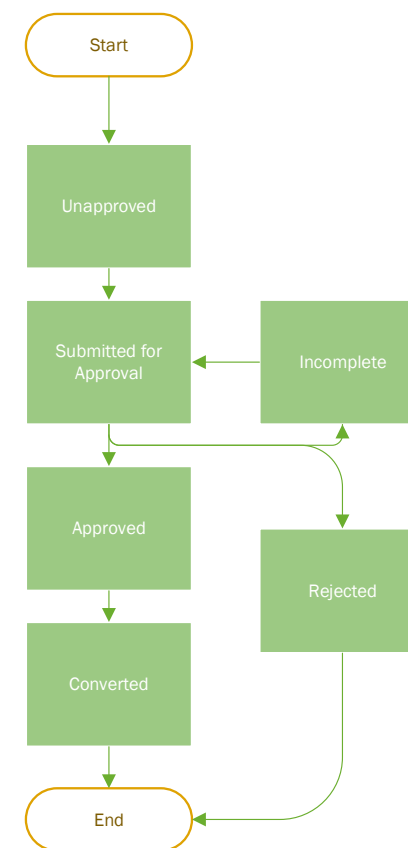 Start
Unapproved
Submitted for
Approval
Incomplete
Approved
Rejected
Converted
End